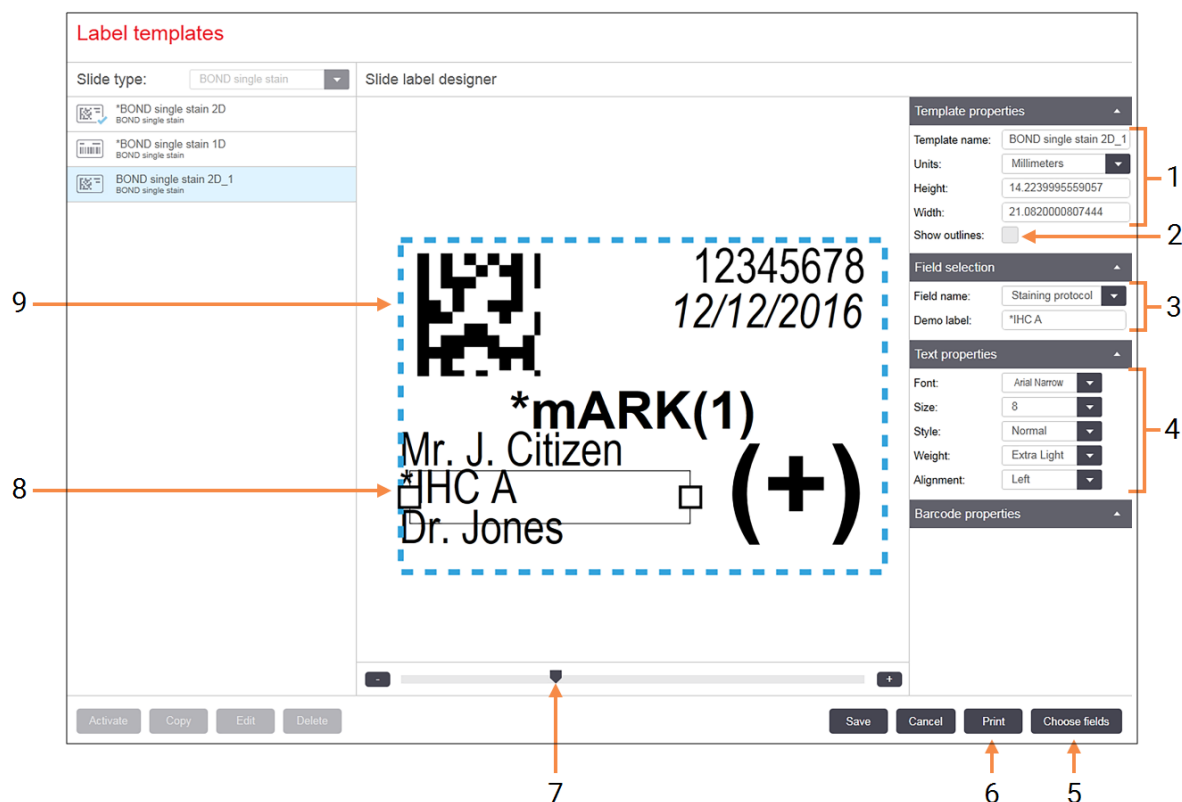 Label templates
Slide type: BOND single stain
Slide label designer
*BOND single stain 2D
BOND single stain
*BOND single stain 1D
BOND single stain
BOND single stain 2D_1
BOND single stain
12345678
12/12/2016
*mARK(1)
Mr. J. Citizen
*IHC A
Dr. Jones
(+)
Template properties
Template name: BOND single stain 2D_1
Units: Millimeters
Height: 14.2239995559057
Width: 21.0820000807444
Show outlines:
Field selection
Field name: Staining protocol
Demo label: *IHC A
Text properties
Font: Arial Narrow
Size: 8
Style: Normal
Weight: Extra Light
Alignment: Left
Barcode properties
- +
Activate Copy Edit Delete Save Cancel Print Choose fields
1
2
3
4
9
8
7 6 5